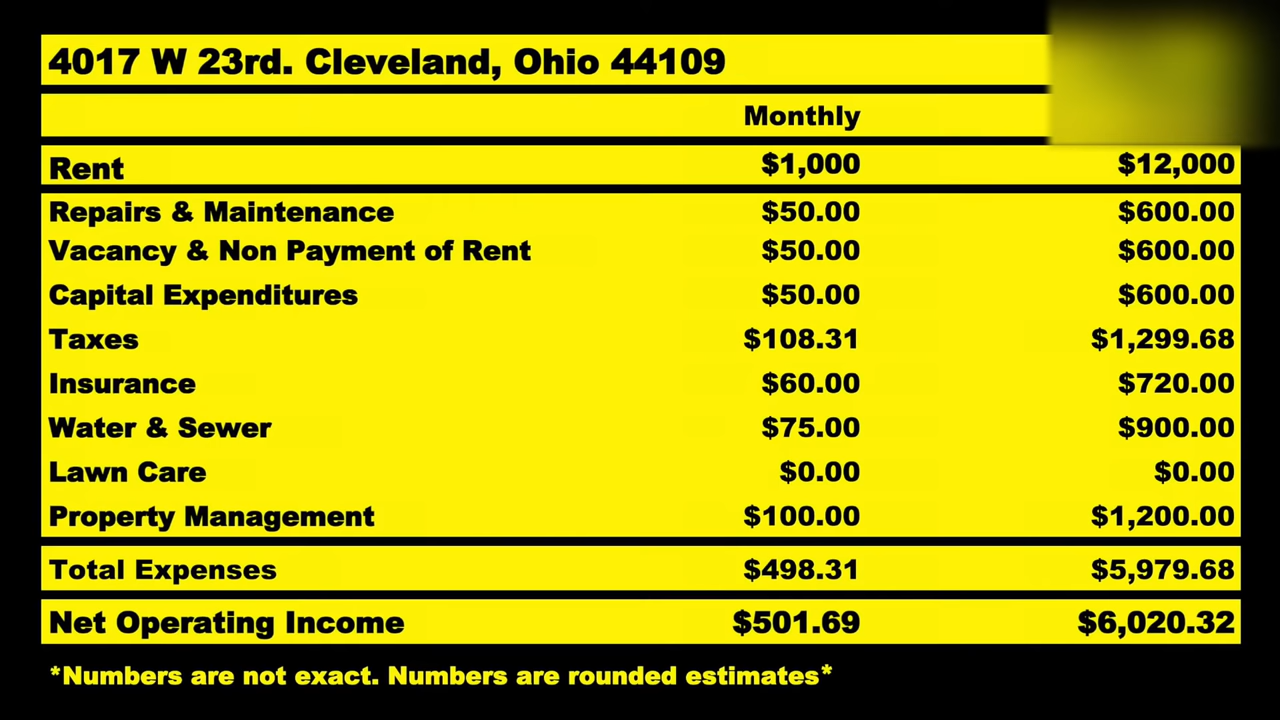 4017 W 23rd. Cleveland, Ohio 44109
Monthly
Rent $1,000 $12,000
Repairs & Maintenance $50.00 $600.00
Vacancy & Non Payment of Rent $50.00 $600.00
Capital Expenditures $50.00 $600.00
Taxes $108.31 $1,299.68
Insurance $60.00 $720.00
Water & Sewer $75.00 $900.00
Lawn Care $0.00 $0.00
Property Management $100.00 $1,200.00
Total Expenses $498.31 $5,979.68
Net Operating Income $501.69 $6,020.32
*Numbers are not exact. Numbers are rounded estimates*